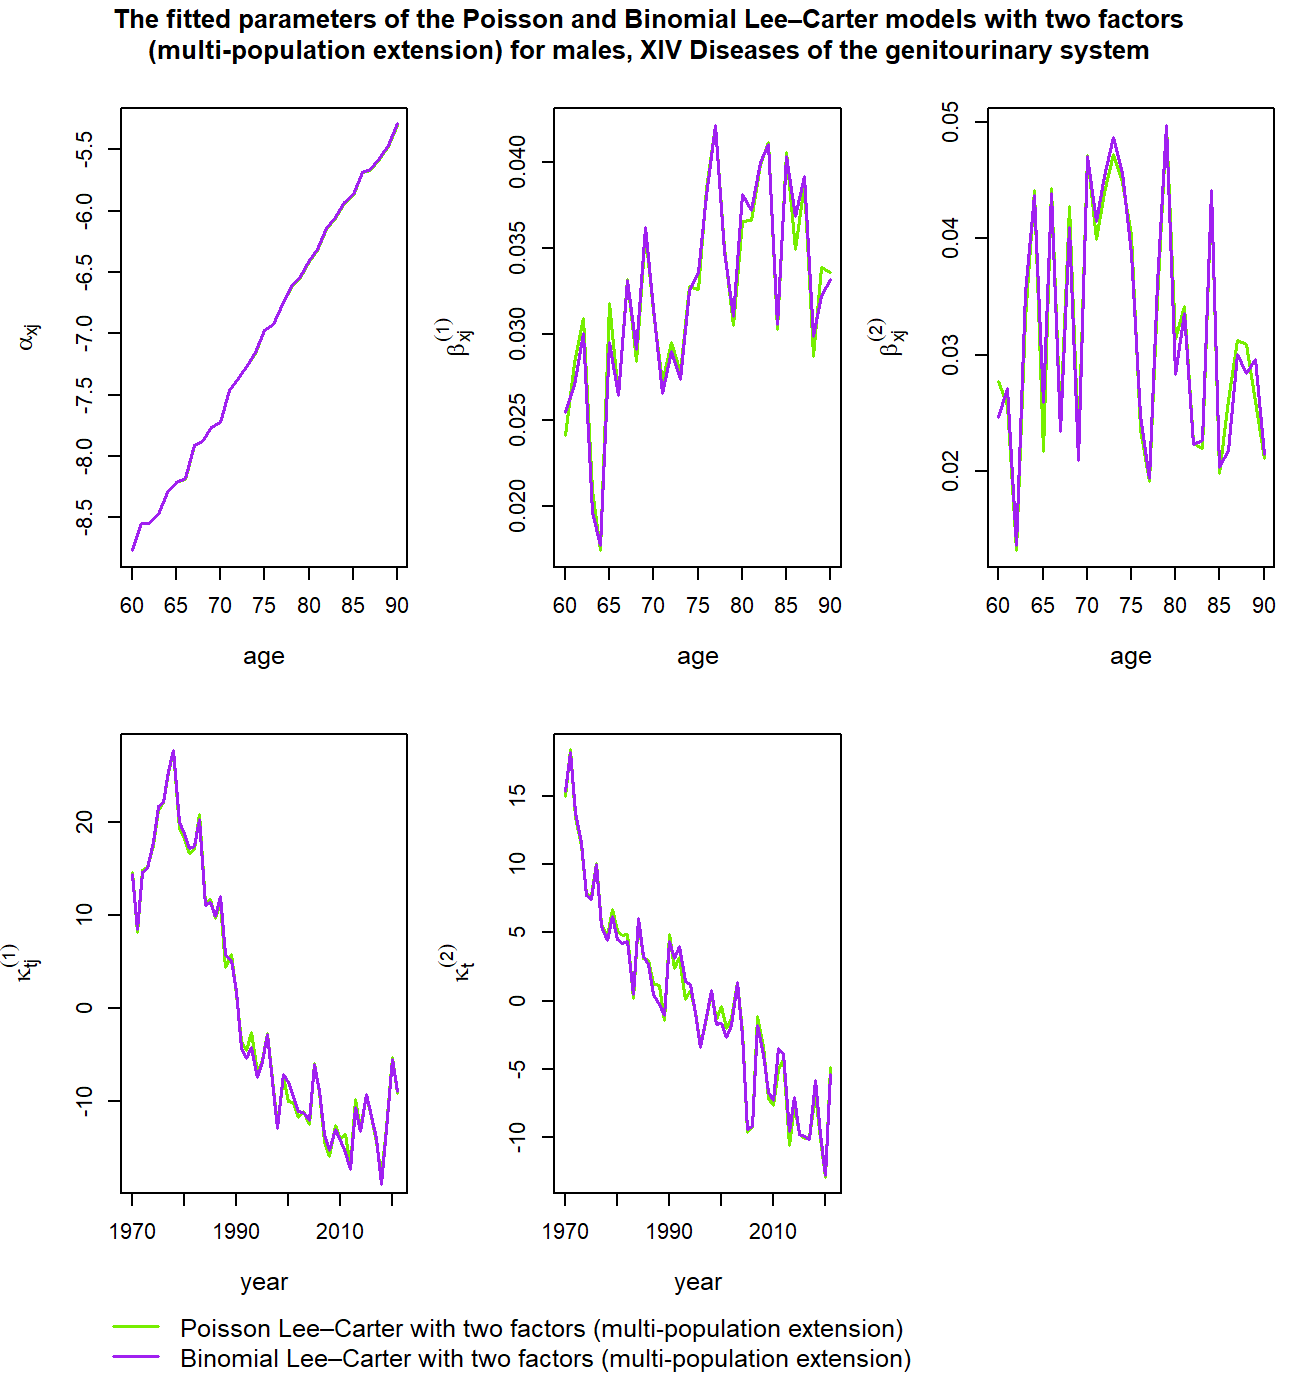 The fitted parameters of the Poisson and Binomial Lee–Carter models with two factors
(multi-population extension) for males, XIV Diseases of the genitourinary system
αxj
-8.5 -8.0 -7.5 -7.0 -6.5 -6.0 -5.5
60 65 70 75 80 85 90
age
βxj(1)
0.020 0.025 0.030 0.035 0.040
60 65 70 75 80 85 90
age
βxj(2)
0.02 0.03 0.04 0.05
60 65 70 75 80 85 90
age
κtj(1)
-10 0 10 20
1970 1990 2010
year
κt(2)
-10 -5 0 5 10 15
1970 1990 2010
year
Poisson Lee–Carter with two factors (multi-population extension)
Binomial Lee–Carter with two factors (multi-population extension)